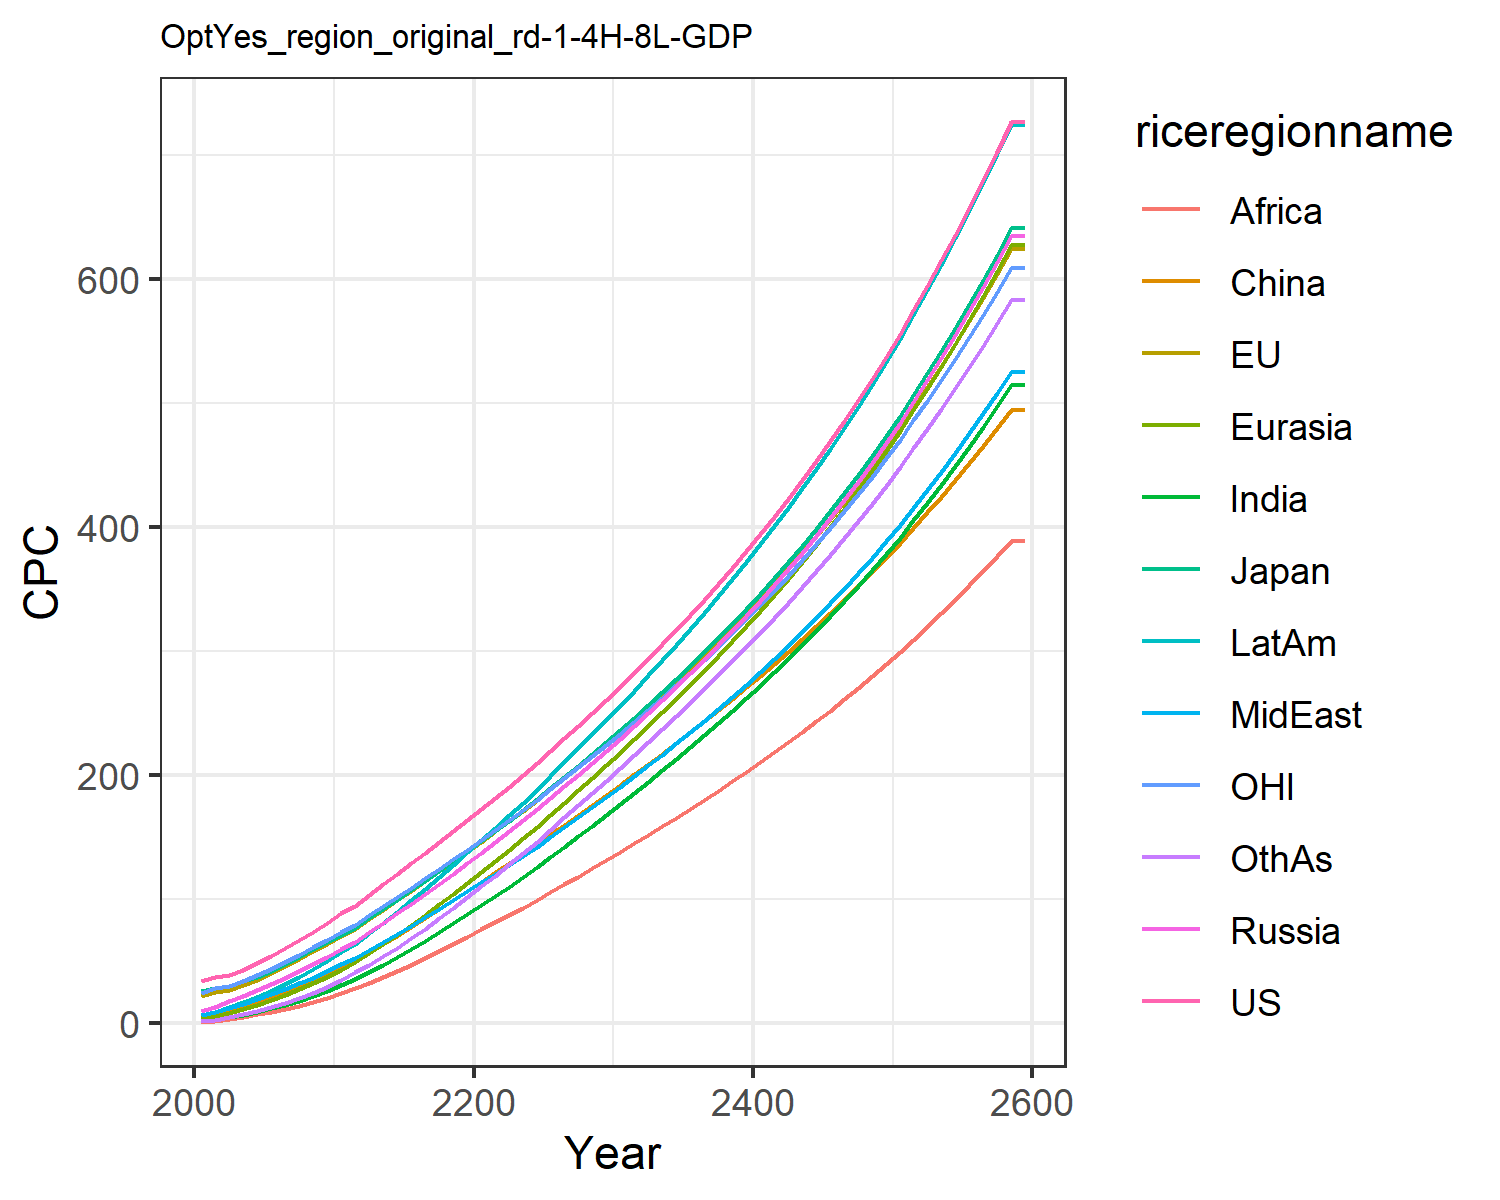 OptYes_region_original_rd-1-4H-8L-GDP
CPC
600
400
200
0
2000 2200 2400 2600
Year
riceregionname
Africa
China
EU
Eurasia
India
Japan
LatAm
MidEast
OHI
OthAs
Russia
US